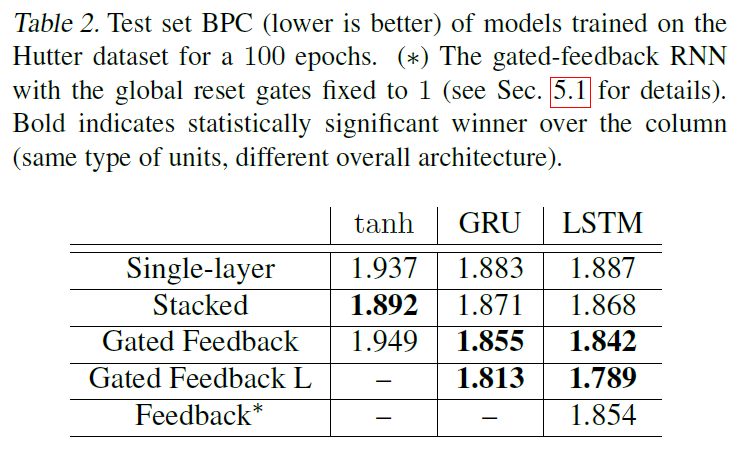 Table 2. Test set BPC (lower is better) of models trained on the
Hutter dataset for a 100 epochs. (∗) The gated-feedback RNN
with the global reset gates fixed to 1 (see Sec. 5.1 for details).
Bold indicates statistically significant winner over the column
(same type of units, different overall architecture).
tanh GRU LSTM
Single-layer 1.937 1.883 1.887
Stacked 1.892 1.871 1.868
Gated Feedback 1.949 1.855 1.842
Gated Feedback L – 1.813 1.789
Feedback* – – 1.854